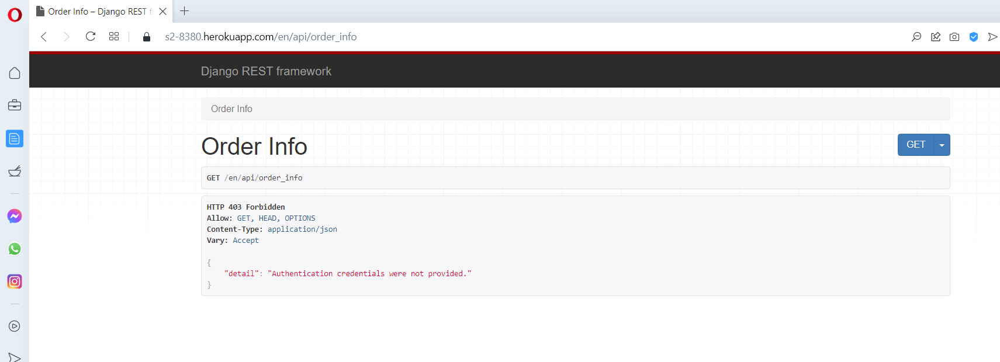 Order Info – Django REST f
s2-8380.herokuapp.com/en/api/order_info
Django REST framework
Order Info
Order Info
GET
GET /en/api/order_info
HTTP 403 Forbidden
Allow: GET, HEAD, OPTIONS
Content-Type: application/json
Vary: Accept
{
"detail": "Authentication credentials were not provided."
}